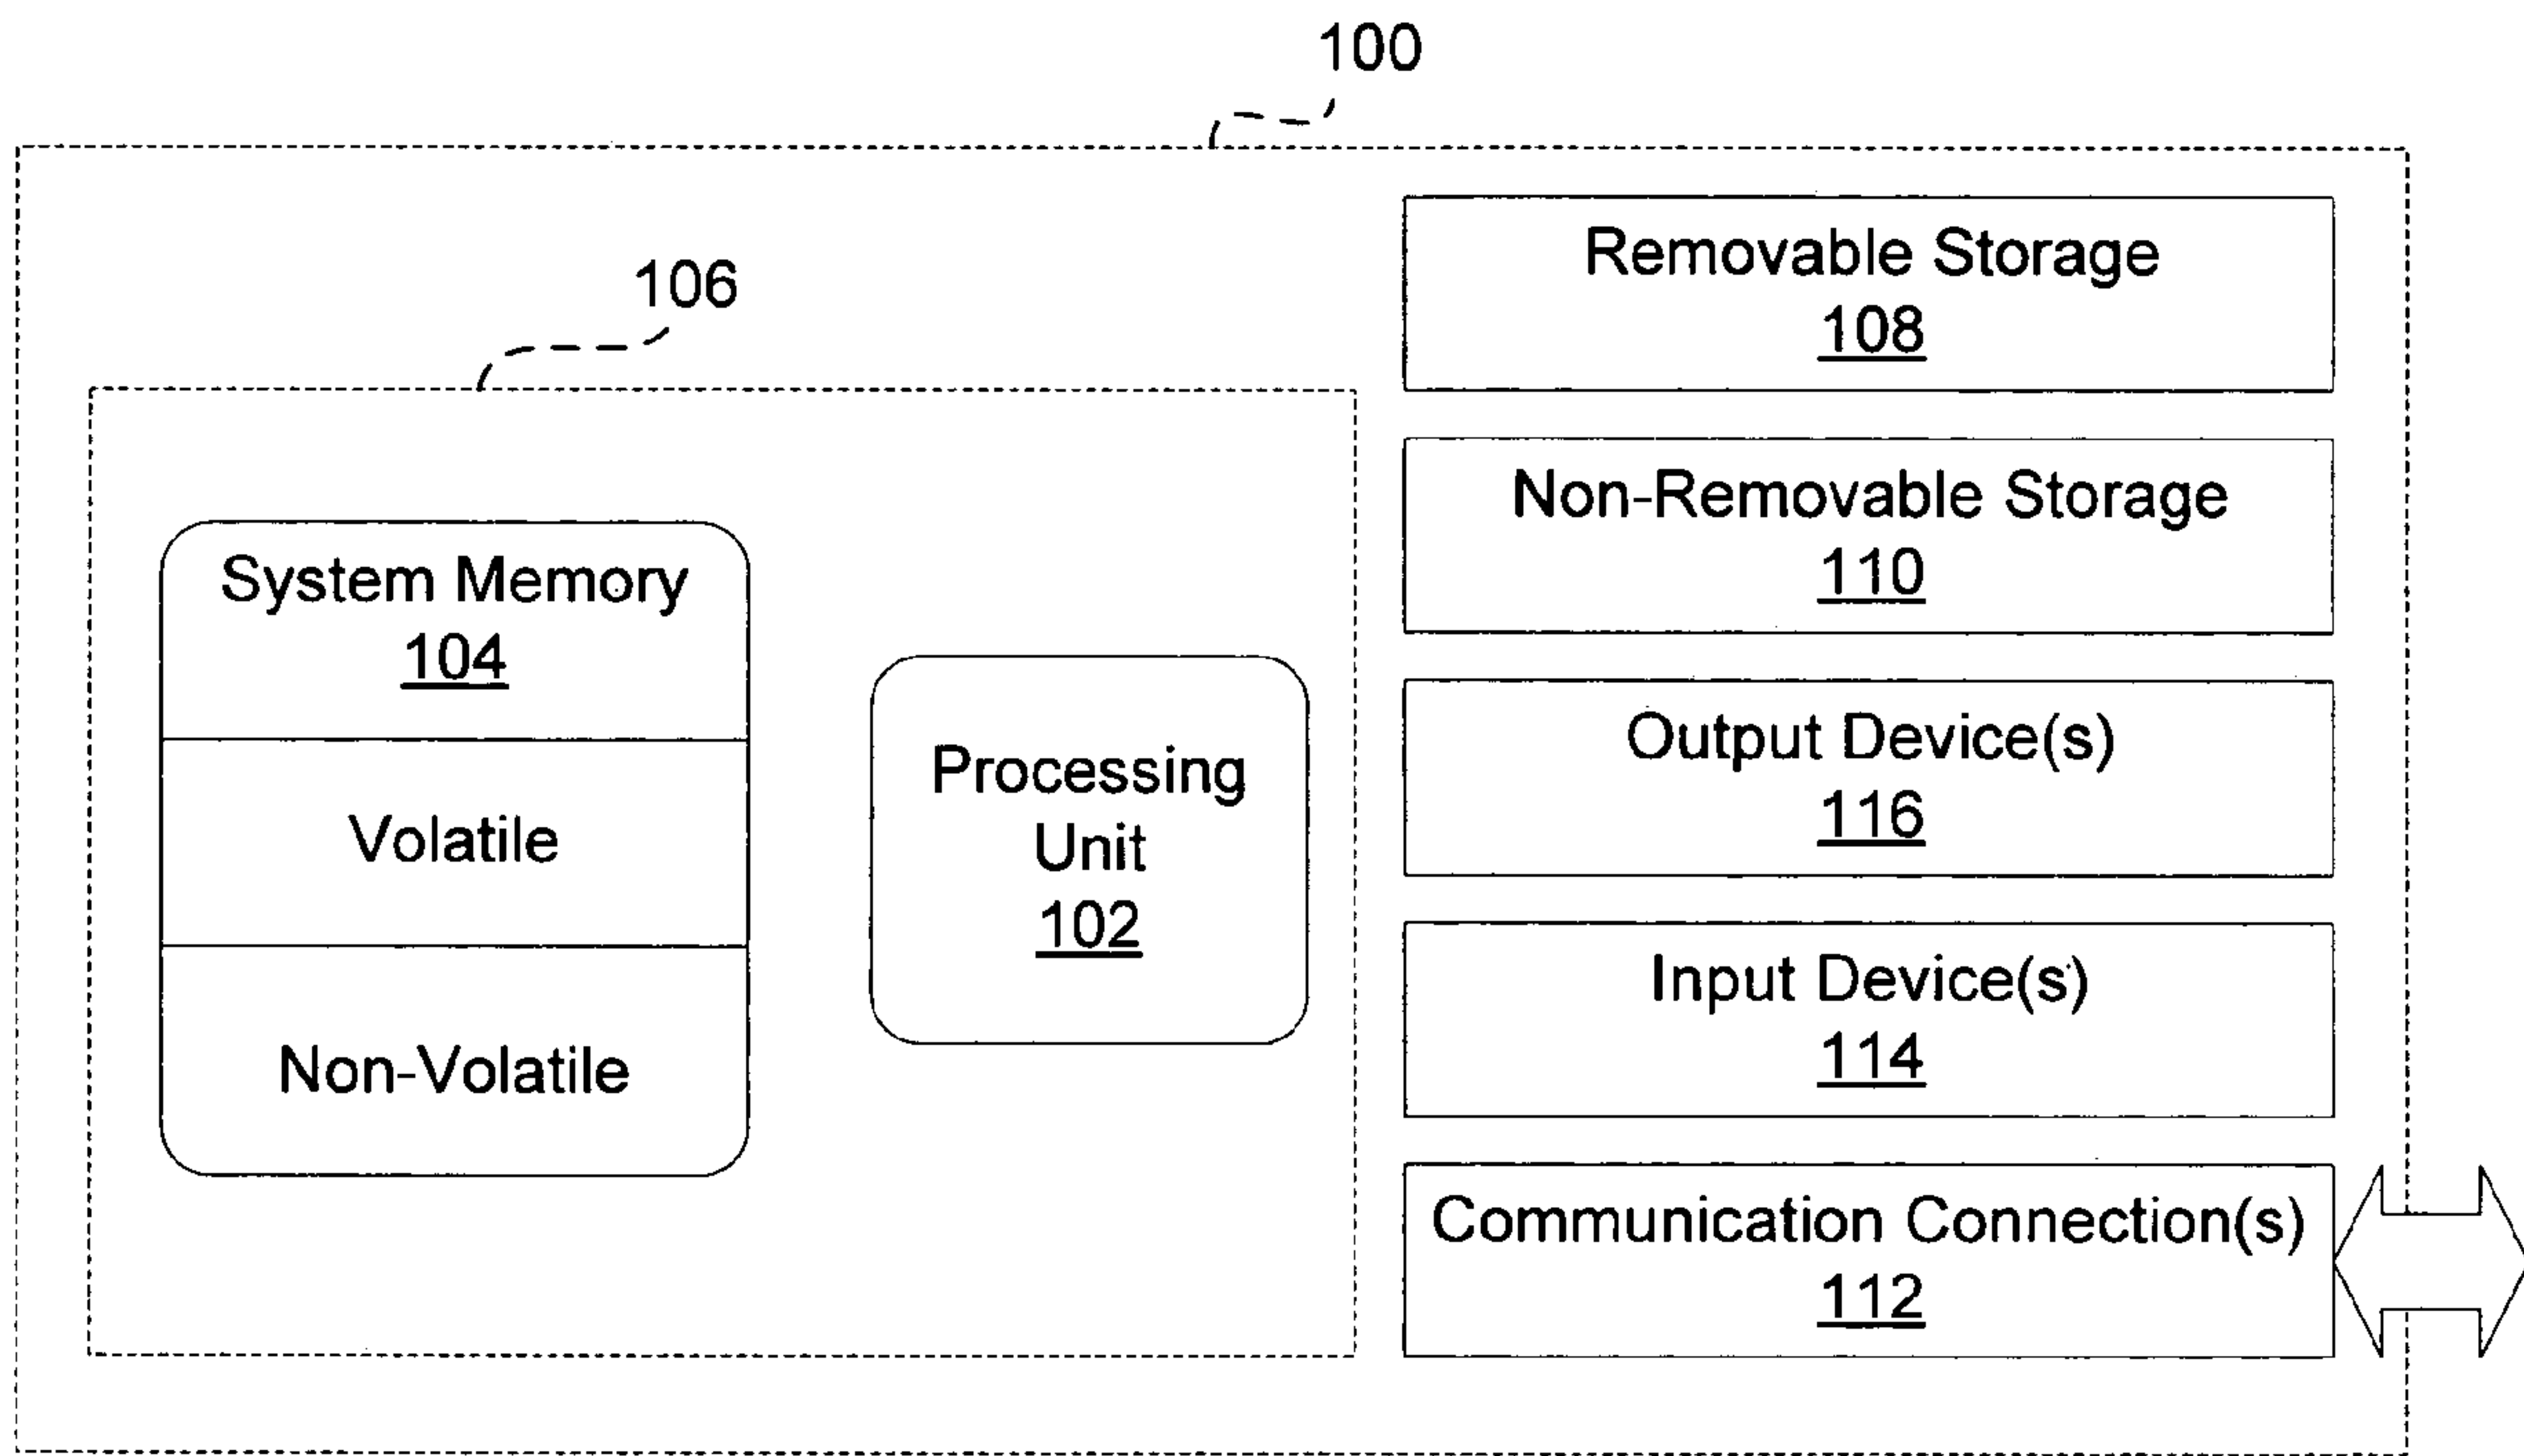 100
106
System Memory
104
Volatile
Non-Volatile
Processing
Unit
102
Removable Storage
108
Non-Removable Storage
110
Output Device(s)
116
Input Device(s)
114
Communication Connection(s)
112